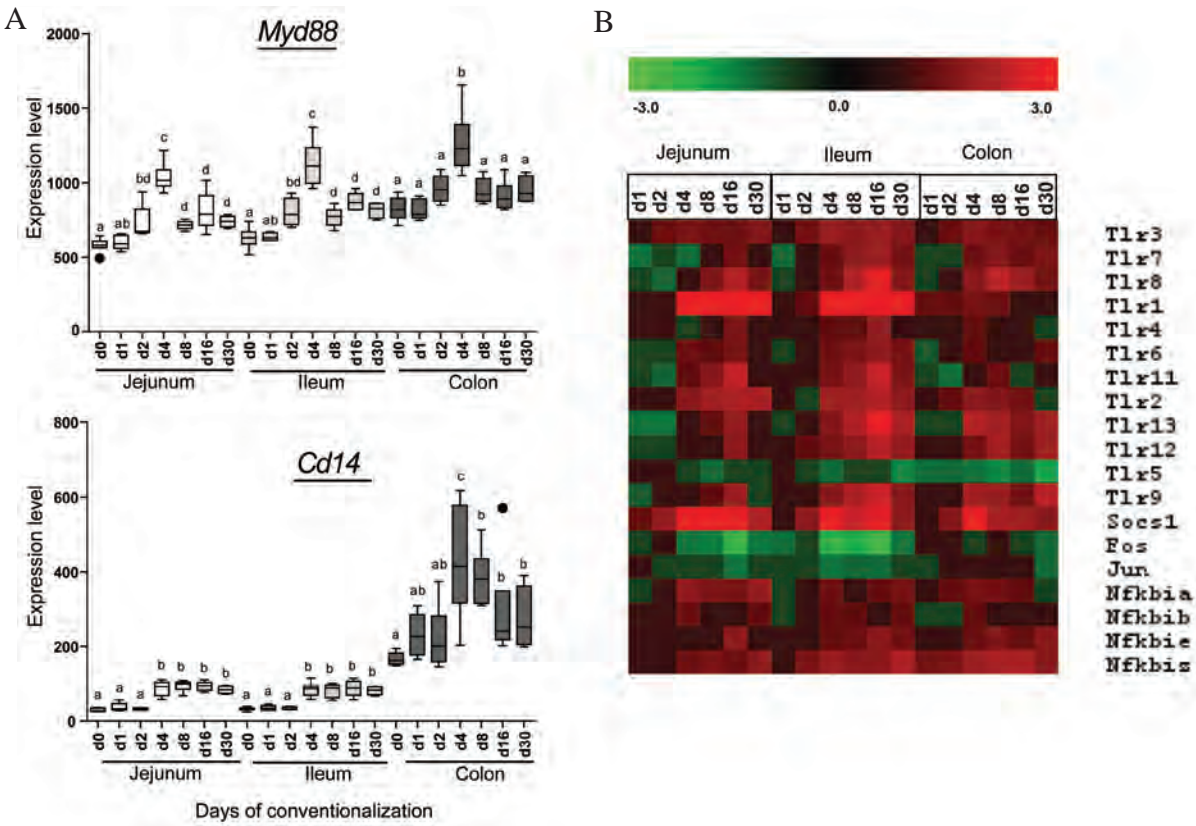 A
Myd88
Expression level
2000
1500
1000
500
0
a
ab
bd
c
d
d
d
a
ab
bd
c
d
d
d
a
a
a
b
a
a
a
d0
d1
d2
d4
d8
d16
d30
d0
d1
d2
d4
d8
d16
d30
d0
d1
d2
d4
d8
d16
d30
Jejunum
Ileum
Colon
Cd14
Expression level
800
600
400
200
0
a
a
a
b
b
b
b
a
a
a
b
b
b
b
a
ab
ab
c
b
b
b
d0
d1
d2
d4
d8
d16
d30
d0
d1
d2
d4
d8
d16
d30
d0
d1
d2
d4
d8
d16
d30
Jejunum
Ileum
Colon
Days of conventionalization
B
-3.0 0.0 3.0
Jejunum Ileum Colon
d1 d2 d4 d8 d16 d30 d1 d2 d4 d8 d16 d30 d1 d2 d4 d8 d16 d30
Tlr3
Tlr7
Tlr8
Tlr1
Tlr4
Tlr6
Tlr11
Tlr2
Tlr13
Tlr12
Tlr5
Tlr9
Socs1
Fos
Jun
Nfkbia
Nfkbib
Nfkbie
Nfkbis